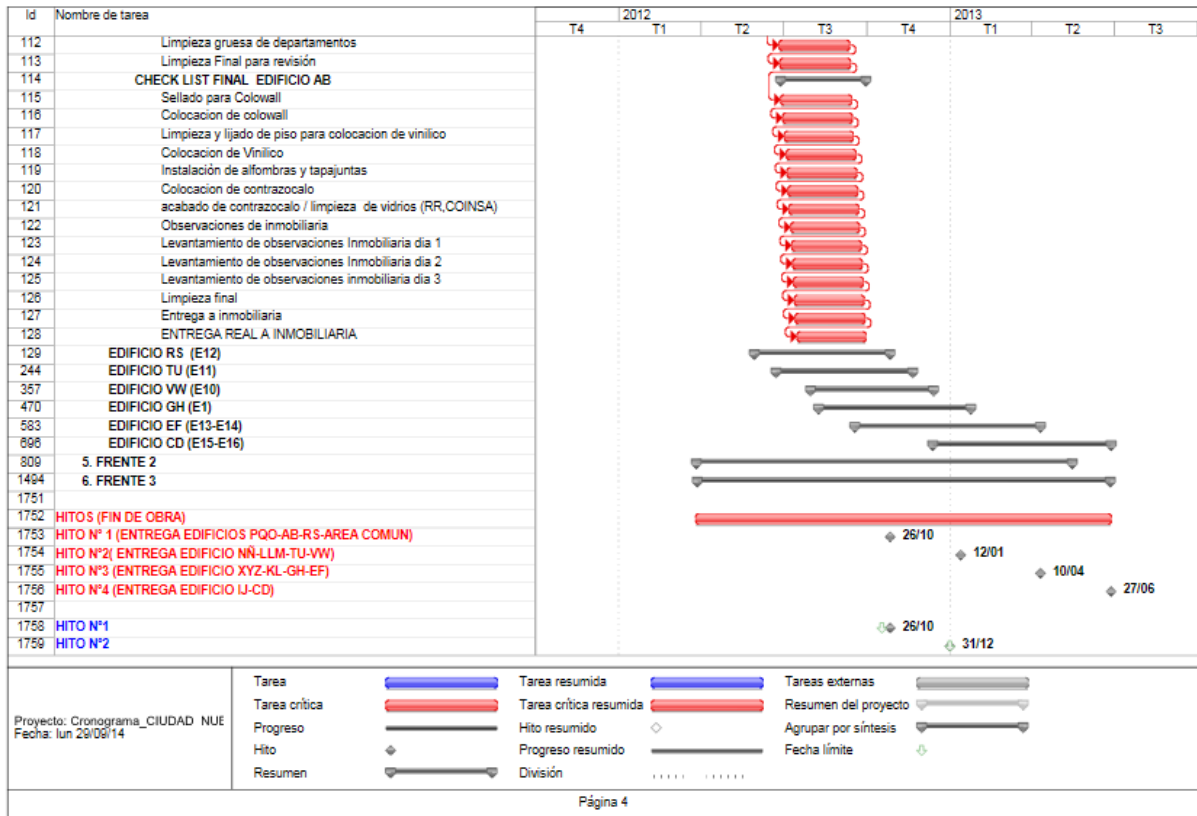 Id Nombre de tarea 2012 2013
T4 T1 T2 T3 T4 T1 T2 T3
112 Limpieza gruesa de departamentos
113 Limpieza Final para revisión
114 CHECK LIST FINAL EDIFICIO AB
115 Sellado para Colowall
116 Colocacion de colowall
117 Limpieza y lijado de piso para colocacion de vinilico
118 Colocacion de Vinilico
119 Instalación de alfombras y tapajuntas
120 Colocacion de contrazocalo
121 acabado de contrazocalo / limpieza de vidrios (RR,COINSA)
122 Observaciones de inmobiliaria
123 Levantamiento de observaciones Inmobiliaria dia 1
124 Levantamiento de observaciones Inmobiliaria dia 2
125 Levantamiento de observaciones inmobiliaria dia 3
126 Limpieza final
127 Entrega a inmobiliaria
128 ENTREGA REAL A INMOBILIARIA
129 EDIFICIO RS (E12)
244 EDIFICIO TU (E11)
357 EDIFICIO VW (E10)
470 EDIFICIO GH (E1)
583 EDIFICIO EF (E13-E14)
696 EDIFICIO CD (E15-E16)
809 5. FRENTE 2
1494 6. FRENTE 3
1751
1752 HITOS (FIN DE OBRA)
1753 HITO N° 1 (ENTREGA EDIFICIOS PQO-AB-RS-AREA COMUN) 26/10
1754 HITO N°2( ENTREGA EDIFICIO NÑ-LLM-TU-VW) 12/01
1755 HITO N°3 (ENTREGA EDIFICIO XYZ-KL-GH-EF) 10/04
1756 HITO N°4 (ENTREGA EDIFICIO IJ-CD) 27/06
1757
1758 HITO N°1 26/10
1759 HITO N°2 31/12
Proyecto: Cronograma_CIUDAD NUE
Fecha: lun 29/09/14
Tarea Tarea resumida Tareas externas
Tarea crítica Tarea crítica resumida Resumen del proyecto
Progreso Hito resumido Agrupar por síntesis
Hito Progreso resumido Fecha límite
Resumen División
Página 4